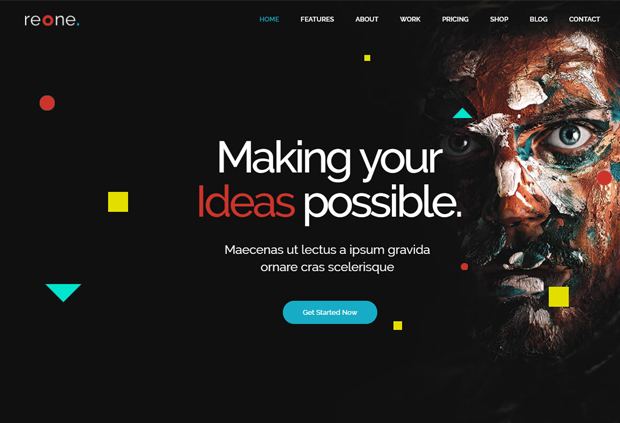 reone.
HOME FEATURES ABOUT WORK PRICING SHOP BLOG CONTACT
Making your
Ideas possible.
Maecenas ut lectus a ipsum gravida
ornare cras scelerisque
Get Started Now